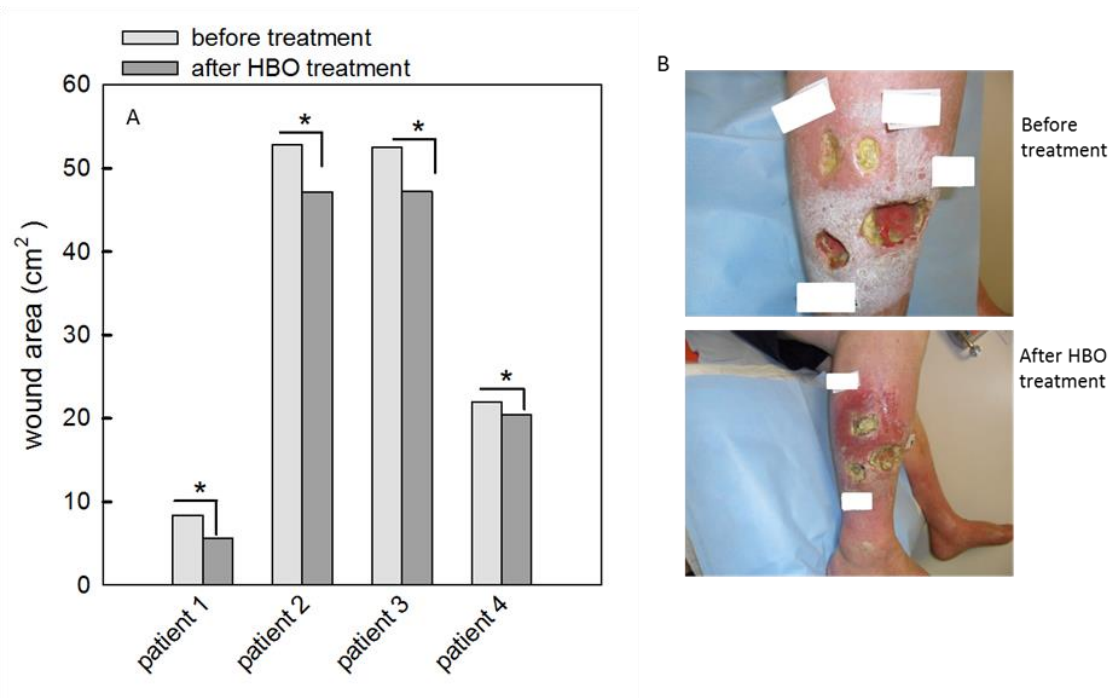 before treatment
after HBO treatment
A
60
50
40
30
20
10
0
wound area (cm²)
*
*
*
*
patient 1
patient 2
patient 3
patient 4
B
Before
treatment
After HBO
treatment